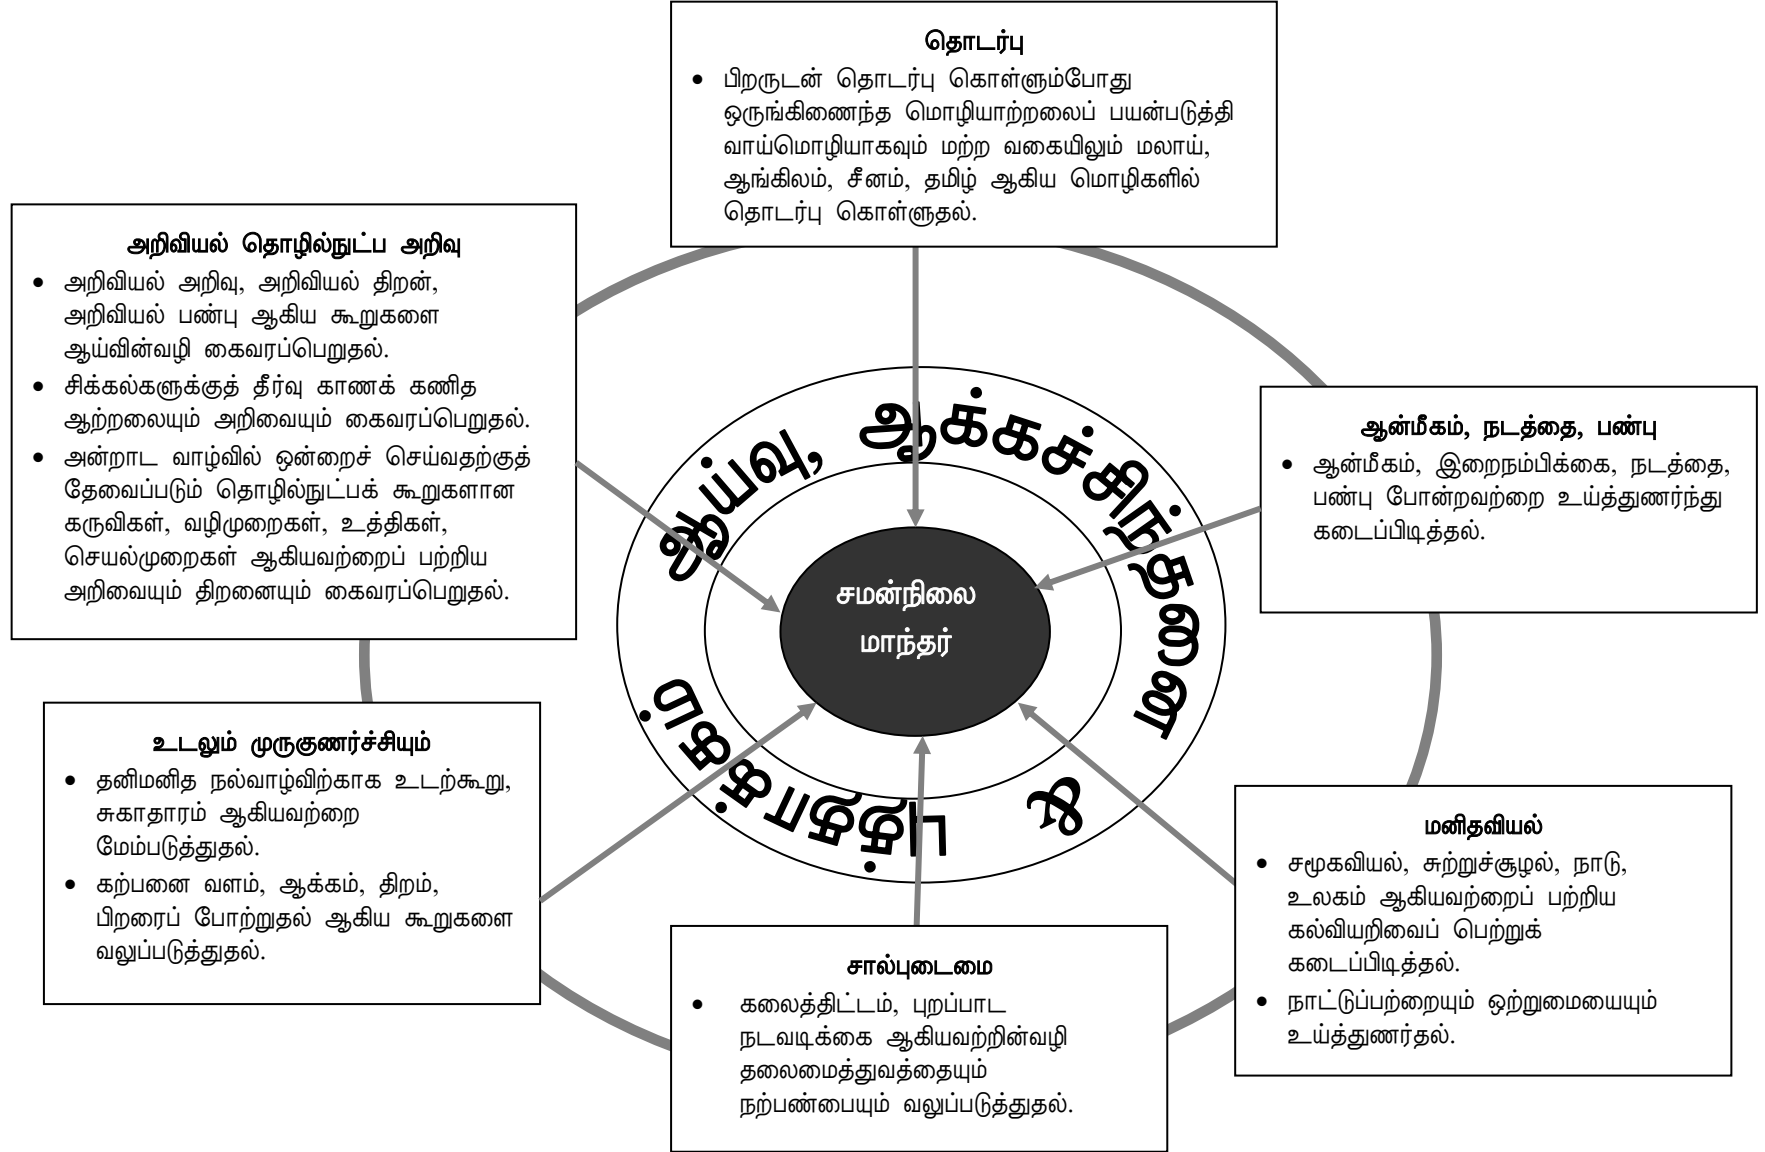 தொடர்பு
• பிறருடன் தொடர்பு கொள்ளும்போது
ஒருங்கிணைந்த மொழியாற்றலைப் பயன்படுத்தி
வாய்மொழியாகவும் மற்ற வகையிலும் மலாய்,
ஆங்கிலம், சீனம், தமிழ் ஆகிய மொழிகளில்
தொடர்பு கொள்ளுதல்.
அறிவியல் தொழில்நுட்ப அறிவு
• அறிவியல் அறிவு, அறிவியல் திறன்,
அறிவியல் பண்பு ஆகிய கூறுகளை
ஆய்வின்வழி கைவரப்பெறுதல்.
• சிக்கல்களுக்குத் தீர்வு காணக் கணித
ஆற்றலையும் அறிவையும் கைவரப்பெறுதல்.
• அன்றாட வாழ்வில் ஒன்றைச் செய்வதற்குத்
தேவைப்படும் தொழில்நுட்பக் கூறுகளான
கருவிகள், வழிமுறைகள், உத்திகள்,
செயல்முறைகள் ஆகியவற்றைப் பற்றிய
அறிவையும் திறனையும் கைவரப்பெறுதல்.
ஆன்மீகம், நடத்தை, பண்பு
• ஆன்மீகம், இறைநம்பிக்கை, நடத்தை,
பண்பு போன்றவற்றை உய்த்துணர்ந்து
கடைப்பிடித்தல்.
ஆய்வு, ஆக்கச்சிந்தனை
&
புத்தாக்கம்
சமன்நிலை
மாந்தர்
உடலும் முருகுணர்ச்சியும்
• தனிமனித நல்வாழ்விற்காக உடற்கூறு,
சுகாதாரம் ஆகியவற்றை
மேம்படுத்துதல்.
• கற்பனை வளம், ஆக்கம், திறம்,
பிறரைப் போற்றுதல் ஆகிய கூறுகளை
வலுப்படுத்துதல்.
மனிதவியல்
• சமூகவியல், சுற்றுச்சூழல், நாடு,
உலகம் ஆகியவற்றைப் பற்றிய
கல்வியறிவைப் பெற்றுக்
கடைப்பிடித்தல்.
• நாட்டுப்பற்றையும் ஒற்றுமையையும்
உய்த்துணர்தல்.
சால்புடைமை
• கலைத்திட்டம், புறப்பாட
நடவடிக்கை ஆகியவற்றின்வழி
தலைமைத்துவத்தையும்
நற்பண்பையும் வலுப்படுத்துதல்.